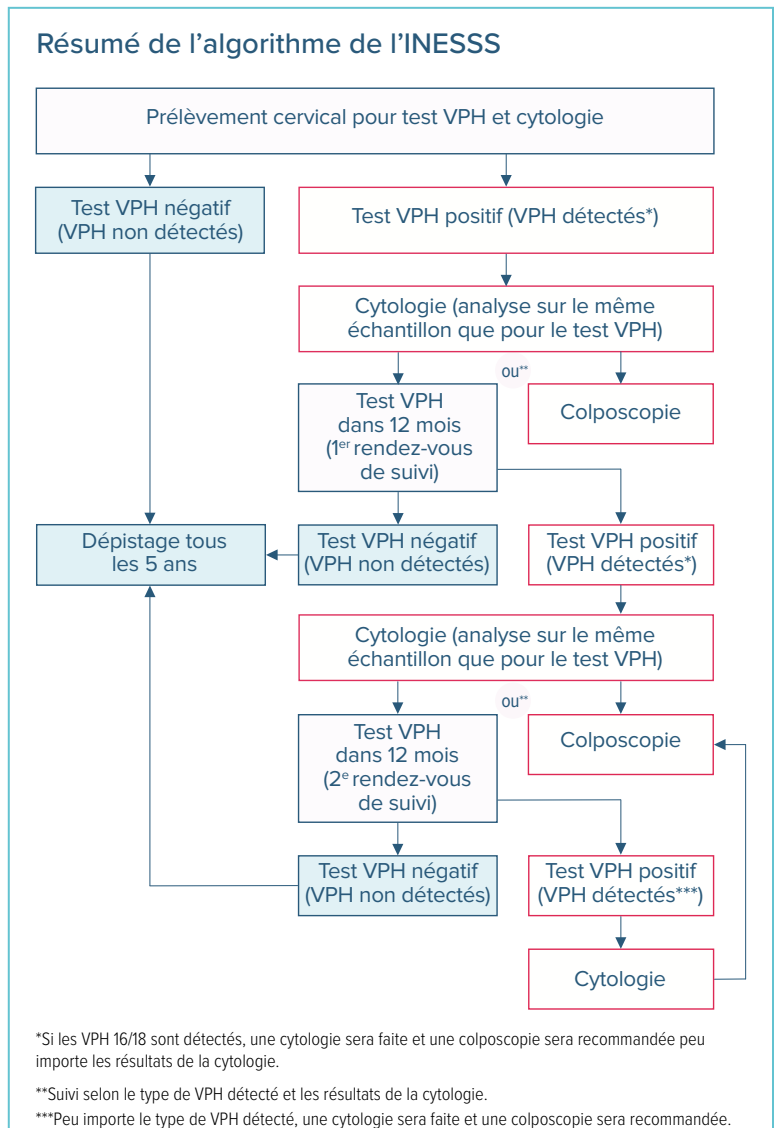 Résumé de l’algorithme de l’INESSS
Prélèvement cervical pour test VPH et cytologie
Test VPH négatif
(VPH non détectés)
Test VPH positif (VPH détectés*)
Cytologie (analyse sur le même
échantillon que pour le test VPH)
ou**
Test VPH
dans 12 mois
(1er rendez-vous
de suivi)
Colposcopie
Dépistage tous
les 5 ans
Test VPH négatif
(VPH non détectés)
Test VPH positif
(VPH détectés*)
Cytologie (analyse sur le même
échantillon que pour le test VPH)
ou**
Test VPH
dans 12 mois
(2e rendez-vous
de suivi)
Colposcopie
Test VPH négatif
(VPH non détectés)
Test VPH positif
(VPH détectés***)
Cytologie
*Si les VPH 16/18 sont détectés, une cytologie sera faite et une colposcopie sera recommandée peu
importe les résultats de la cytologie.
**Suivi selon le type de VPH détecté et les résultats de la cytologie.
***Peu importe le type de VPH détecté, une cytologie sera faite et une colposcopie sera recommandée.